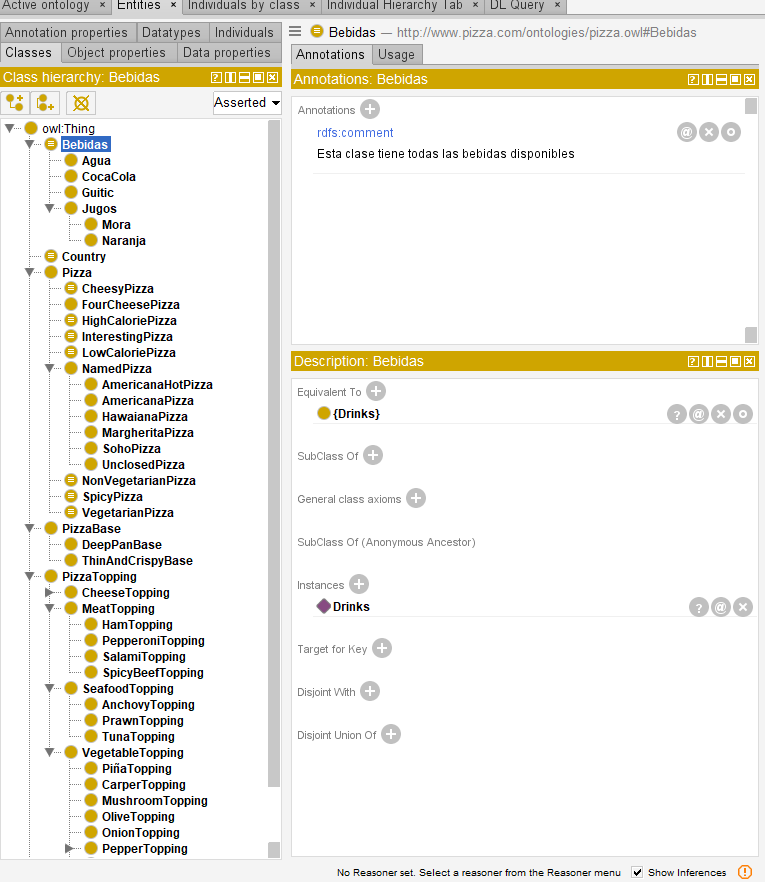 Active ontology × Entities × Individuals by class × Individual Hierarchy Tab × DL Query ×
Annotation properties Datatypes Individuals
Classes Object properties Data properties
Class hierarchy: Bebidas
Asserted
owl:Thing
Bebidas
Agua
CocaCola
Guitic
Jugos
Mora
Naranja
Country
Pizza
CheesyPizza
FourCheesePizza
HighCaloriePizza
InterestingPizza
LowCaloriePizza
NamedPizza
AmericanaHotPizza
AmericanaPizza
HawaianaPizza
MargheritaPizza
SohoPizza
UnclosedPizza
NonVegetarianPizza
SpicyPizza
VegetarianPizza
PizzaBase
DeepPanBase
ThinAndCrispyBase
PizzaTopping
CheeseTopping
MeatTopping
HamTopping
PepperoniTopping
SalamiTopping
SpicyBeefTopping
SeafoodTopping
AnchovyTopping
PrawnTopping
TunaTopping
VegetableTopping
PiñaTopping
CarperTopping
MushroomTopping
OliveTopping
OnionTopping
PepperTopping
Bebidas — http://www.pizza.com/ontologies/pizza.owl#Bebidas
Annotations Usage
Annotations: Bebidas
Annotations
rdfs:comment
Esta clase tiene todas las bebidas disponibles
Description: Bebidas
Equivalent To
{Drinks}
SubClass Of
General class axioms
SubClass Of (Anonymous Ancestor)
Instances
Drinks
Target for Key
Disjoint With
Disjoint Union Of
No Reasoner set. Select a reasoner from the Reasoner menu Show Inferences